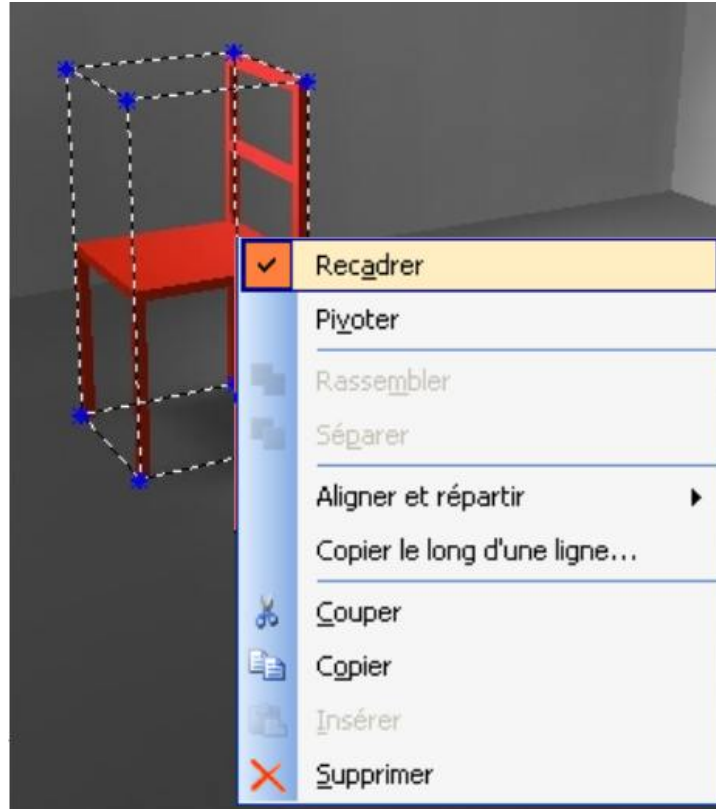 Recadrer
Pivoter
Rassembler
Séparer
Aligner et répartir
Copier le long d'une ligne...
Couper
Copier
Insérer
Supprimer